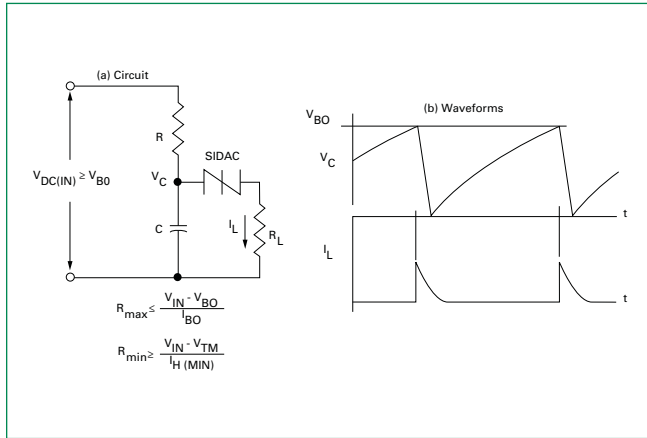 (a) Circuit
R
SIDAC
V_DC(IN) ≥ V_B0
V_C
C
I_L
R_L
R_max ≤ (V_IN - V_BO) / I_BO
R_min ≥ (V_IN - V_TM) / I_H (MIN)
(b) Waveforms
V_BO
V_C
t
I_L
t